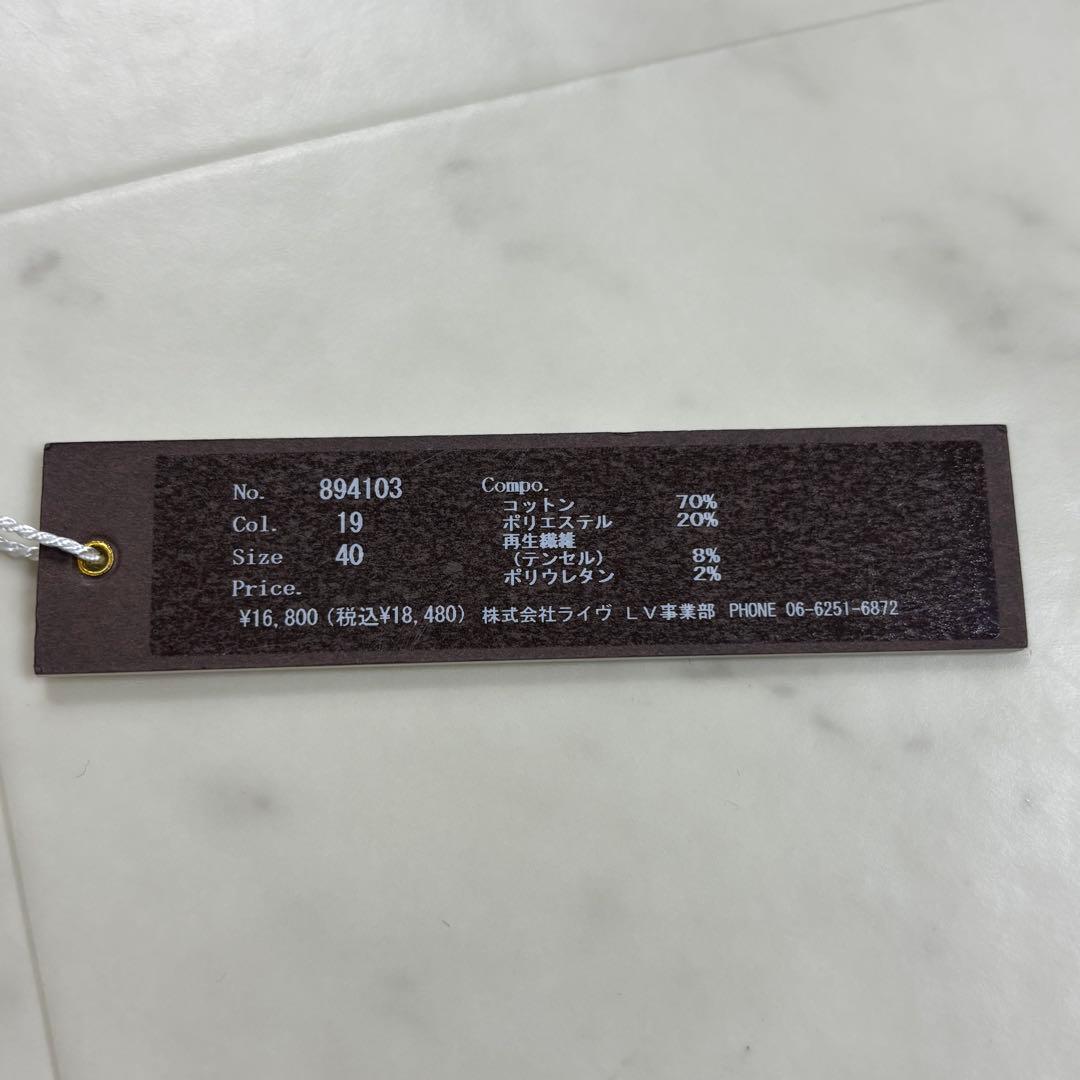 No. 894103
Col. 19
Size 40
Price.
¥16,800 (税込¥18,480) 株式会社ライヴ LV事業部 PHONE 06-6251-6872
Compo.
コットン 70%
ポリエステル 20%
再生繊維
(テンセル) 8%
ポリウレタン 2%